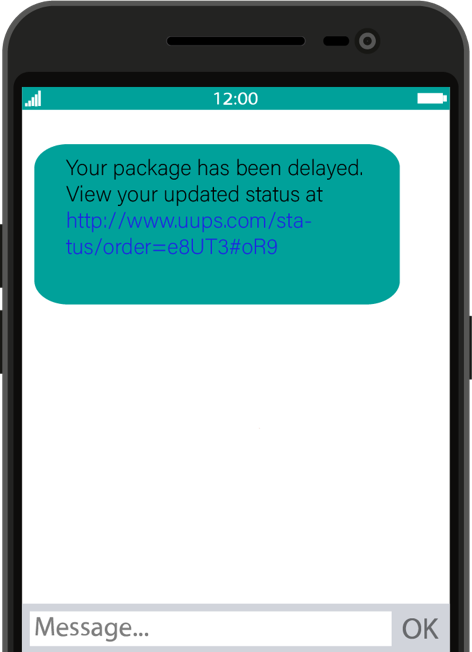 12:00
Your package has been delayed.
View your updated status at
http://www.uups.com/sta-
tus/order=e8UT3#oR9
Message...
OK